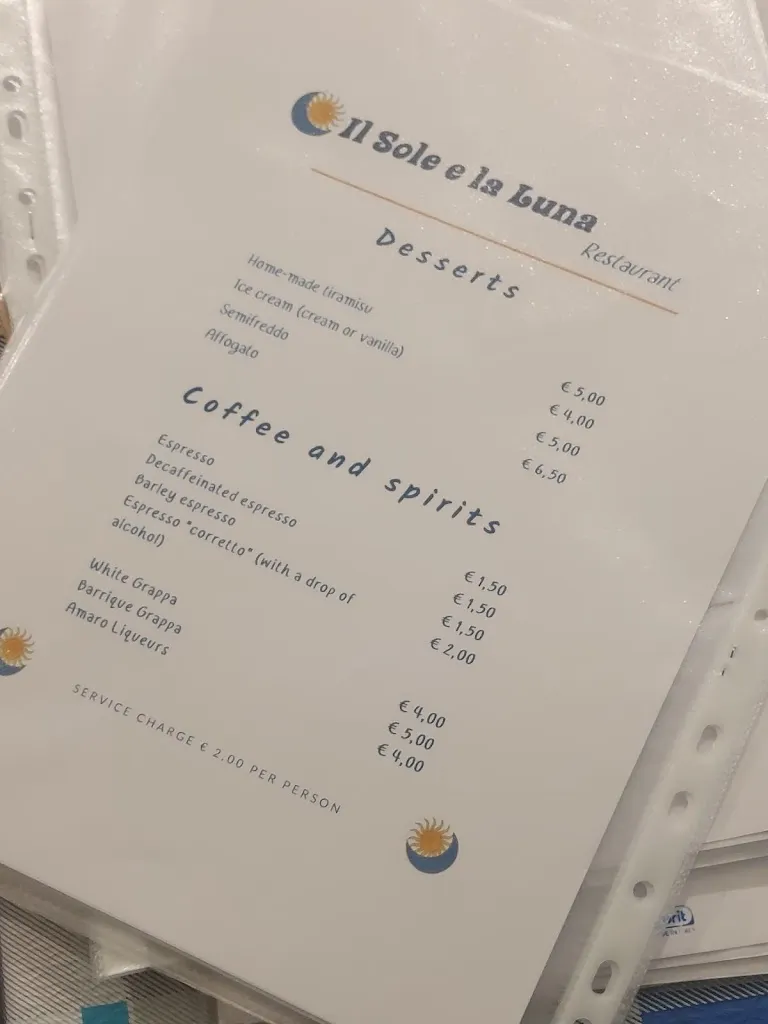 Il Sole e la Luna
Restaurant
Desserts
Home-made tiramisu € 5,00
Ice cream (cream or vanilla) € 4,00
Semifreddo € 5,00
Affogato € 6,50
Coffee and spirits
Espresso € 1,50
Decaffeinated espresso € 1,50
Barley espresso € 1,50
Espresso "corretto" (with a drop of € 2,00
alcohol)
White Grappa € 4,00
Barrique Grappa € 5,00
Amaro Liqueurs € 4,00
SERVICE CHARGE € 2.00 PER PERSON